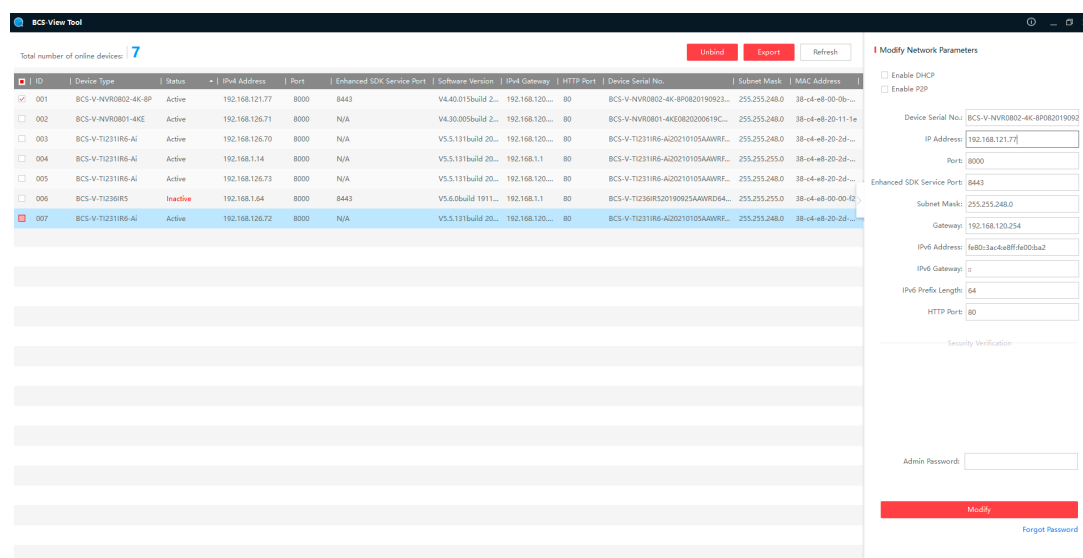 BCS-View Tool
Total number of online devices: 7
Unbind Export Refresh
ID Device Type Status IPv4 Address Port Enhanced SDK Service Port Software Version IPv4 Gateway HTTP Port Device Serial No. Subnet Mask MAC Address
001 BCS-V-NVR0802-4K-8P Active 192.168.121.77 8000 8443 V4.40.015build 2... 192.168.120.... 80 BCS-V-NVR0802-4K-8P0820190923... 255.255.248.0 38-c4-e8-00-0b-...
002 BCS-V-NVR0801-4KE Active 192.168.126.71 8000 N/A V4.30.005build 2... 192.168.120.... 80 BCS-V-NVR0801-4KE0820200619C... 255.255.248.0 38-c4-e8-20-11-1e
003 BCS-V-TI231IR6-Ai Active 192.168.126.70 8000 N/A V5.5.131build 20... 192.168.120.... 80 BCS-V-TI231IR6-Ai20210105AAWRF... 255.255.248.0 38-c4-e8-20-2d-...
004 BCS-V-TI231IR6-Ai Active 192.168.1.14 8000 N/A V5.5.131build 20... 192.168.1.1 80 BCS-V-TI231IR6-Ai20210105AAWRF... 255.255.255.0 38-c4-e8-20-2d-...
005 BCS-V-TI231IR6-Ai Active 192.168.126.73 8000 N/A V5.5.131build 20... 192.168.120.... 80 BCS-V-TI231IR6-Ai20210105AAWRF... 255.255.248.0 38-c4-e8-20-2d-...
006 BCS-V-TI236IR5 Inactive 192.168.1.64 8000 8443 V5.6.0build 1911... 192.168.1.1 80 BCS-V-TI236IR520190925AAWRD64... 255.255.255.0 38-c4-e8-00-00-f2
007 BCS-V-TI231IR6-Ai Active 192.168.126.72 8000 N/A V5.5.131build 20... 192.168.120.... 80 BCS-V-TI231IR6-Ai20210105AAWRF... 255.255.248.0 38-c4-e8-20-2d-...
Modify Network Parameters
Enable DHCP
Enable P2P
Device Serial No.: BCS-V-NVR0802-4K-8P082019092
IP Address: 192.168.121.77
Port: 8000
Enhanced SDK Service Port: 8443
Subnet Mask: 255.255.248.0
Gateway: 192.168.120.254
IPv6 Address: fe80::3ac4:e8ff:fe00:ba2
IPv6 Gateway: ::
IPv6 Prefix Length: 64
HTTP Port: 80
Security Verification
Admin Password:
Modify
Forgot Password